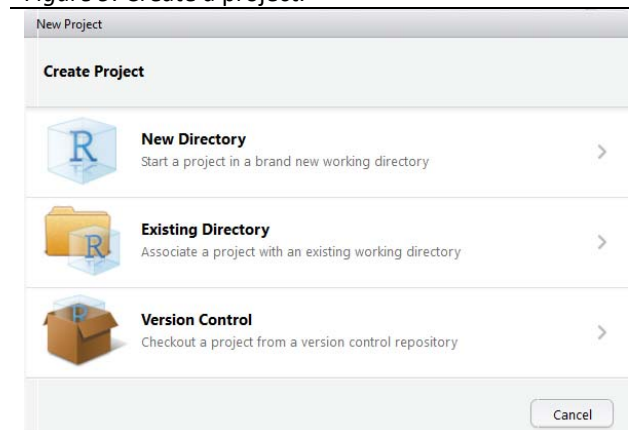 New Project
Create Project
R
New Directory
Start a project in a brand new working directory
R
Existing Directory
Associate a project with an existing working directory
R
Version Control
Checkout a project from a version control repository
Cancel